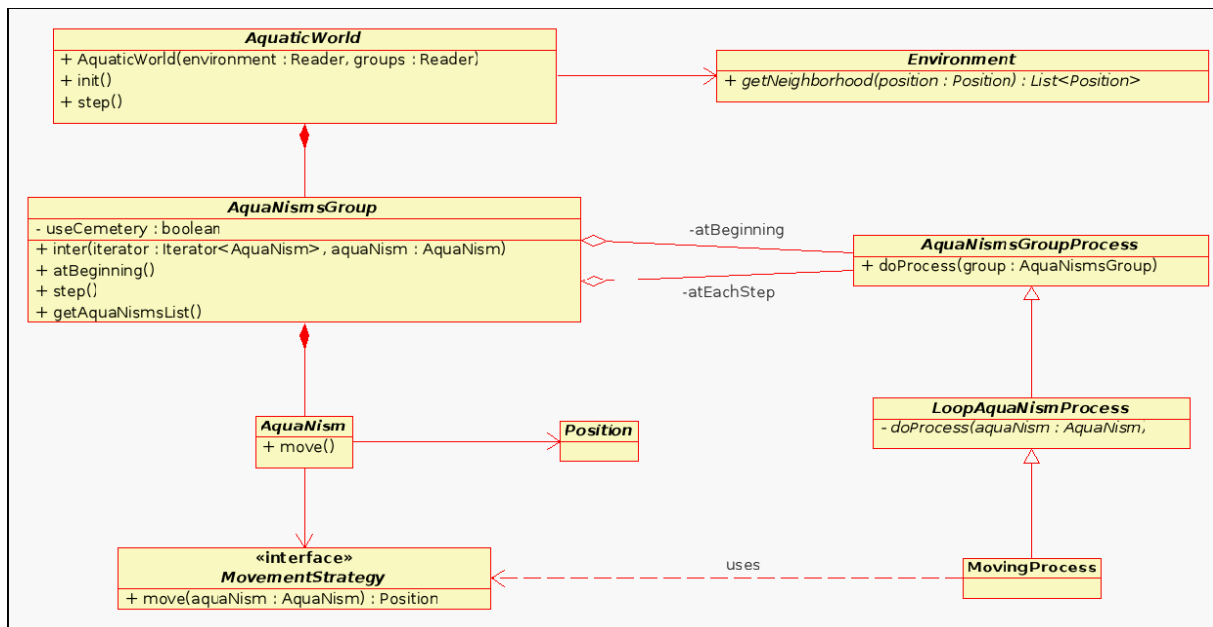 AquaticWorld
+ AquaticWorld(environment : Reader, groups : Reader)
+ init()
+ step()
Environment
+ getNeighborhood(position : Position) : List<Position>
AquaNismsGroup
- useCemetery : boolean
+ inter(iterator : Iterator<AquaNism>, aquaNism : AquaNism)
+ atBeginning()
+ step()
+ getAquaNismsList()
-atBeginning
-atEachStep
AquaNismsGroupProcess
+ doProcess(group : AquaNismsGroup)
LoopAquaNismProcess
- doProcess(aquaNism : AquaNism,
AquaNism
+ move()
Position
«interface»
MovementStrategy
+ move(aquaNism : AquaNism) : Position
uses
MovingProcess